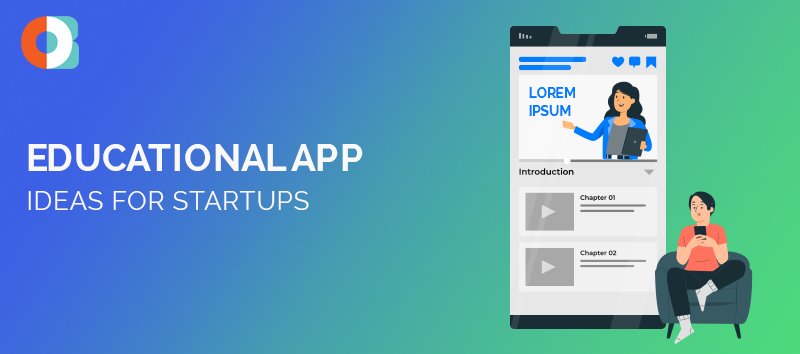 EDUCATIONAL APP
IDEAS FOR STARTUPS
LOREM
IPSUM
Introduction
Chapter 01
Chapter 02